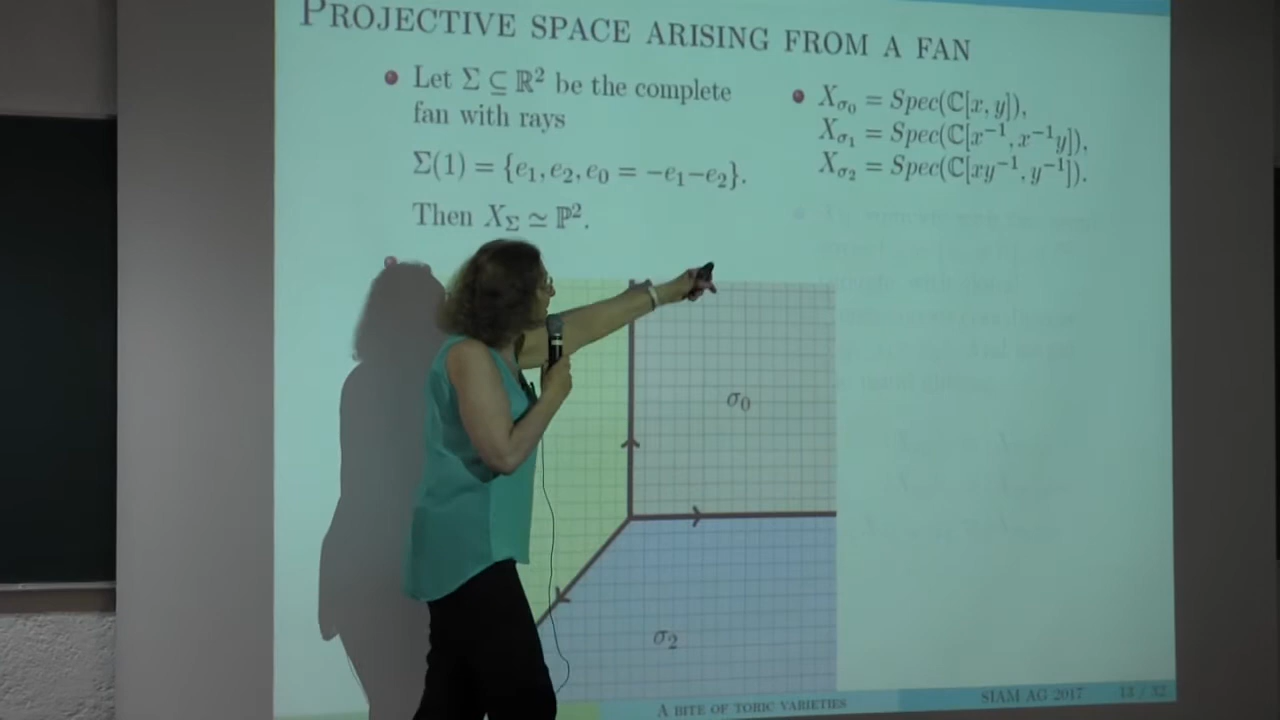 PROJECTIVE SPACE ARISING FROM A FAN
Let Σ ⊆ ℝ² be the complete
fan with rays
Σ(1) = {e₁, e₂, e₀ = −e₁−e₂}.
Then X_Σ ≃ ℙ².
X_σ₀ = Spec(ℂ[x, y]),
X_σ₁ = Spec(ℂ[x⁻¹, x⁻¹y]),
X_σ₂ = Spec(ℂ[xy⁻¹, y⁻¹]).
σ₀
σ₂
A BITE OF TORIC VARIETIES
SIAM AG 2017
13 / 32